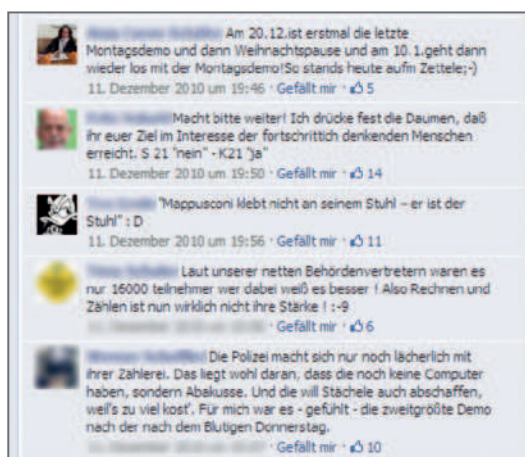 Am 20.12.ist erstmal die letzte
Montagsdemo und dann Weihnachtspause und am 10.1.geht dann
wieder los mit der Montagsdemo!So stands heute aufm Zettele;-)
11. Dezember 2010 um 19:46 · Gefällt mir · 5
Macht bitte weiter! Ich drücke fest die Daumen, daß
ihr euer Ziel im Interesse der fortschrittich denkenden Menschen
erreicht. S 21 "nein" - K21 "ja"
11. Dezember 2010 um 19:50 · Gefällt mir · 14
"Mappusconi klebt nicht an seinem Stuhl – er ist der
Stuhl" : D
11. Dezember 2010 um 19:56 · Gefällt mir · 11
Laut unserer netten Behördenvertretern waren es
nur 16000 teilnehmer wer dabei weiß es besser ! Also Rechnen und
Zählen ist nun wirklich nicht ihre Stärke ! :-9
Gefällt mir · 6
Die Polizei macht sich nur noch lächerlich mit
ihrer Zählerei. Das liegt wohl daran, dass die noch keine Computer
haben, sondern Abakusse. Und die will Stächele auch abschaffen,
weil's zu viel kost'. Für mich war es - gefühlt - die zweitgrößte Demo
nach der nach dem Blutigen Donnerstag.
Gefällt mir · 10